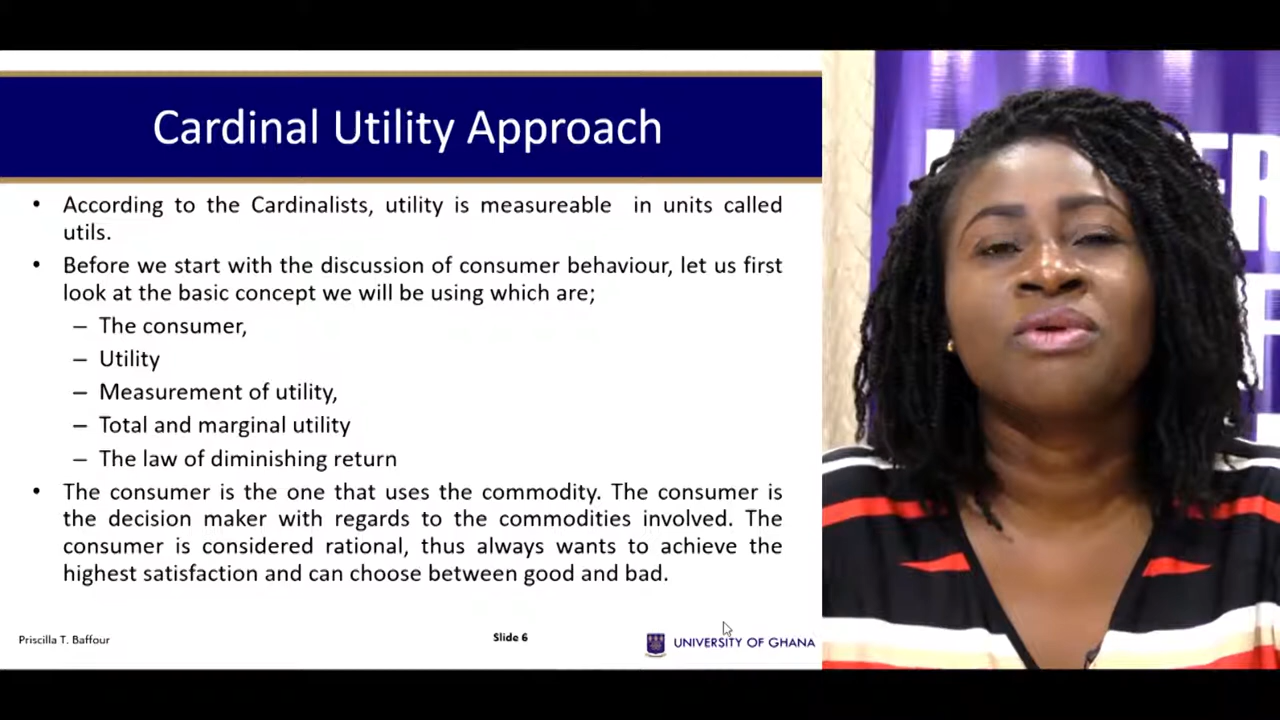 Cardinal Utility Approach
• According to the Cardinalists, utility is measureable in units called
utils.
• Before we start with the discussion of consumer behaviour, let us first
look at the basic concept we will be using which are;
– The consumer,
– Utility
– Measurement of utility,
– Total and marginal utility
– The law of diminishing return
• The consumer is the one that uses the commodity. The consumer is
the decision maker with regards to the commodities involved. The
consumer is considered rational, thus always wants to achieve the
highest satisfaction and can choose between good and bad.
Priscilla T. Baffour
Slide 6
UNIVERSITY OF GHANA